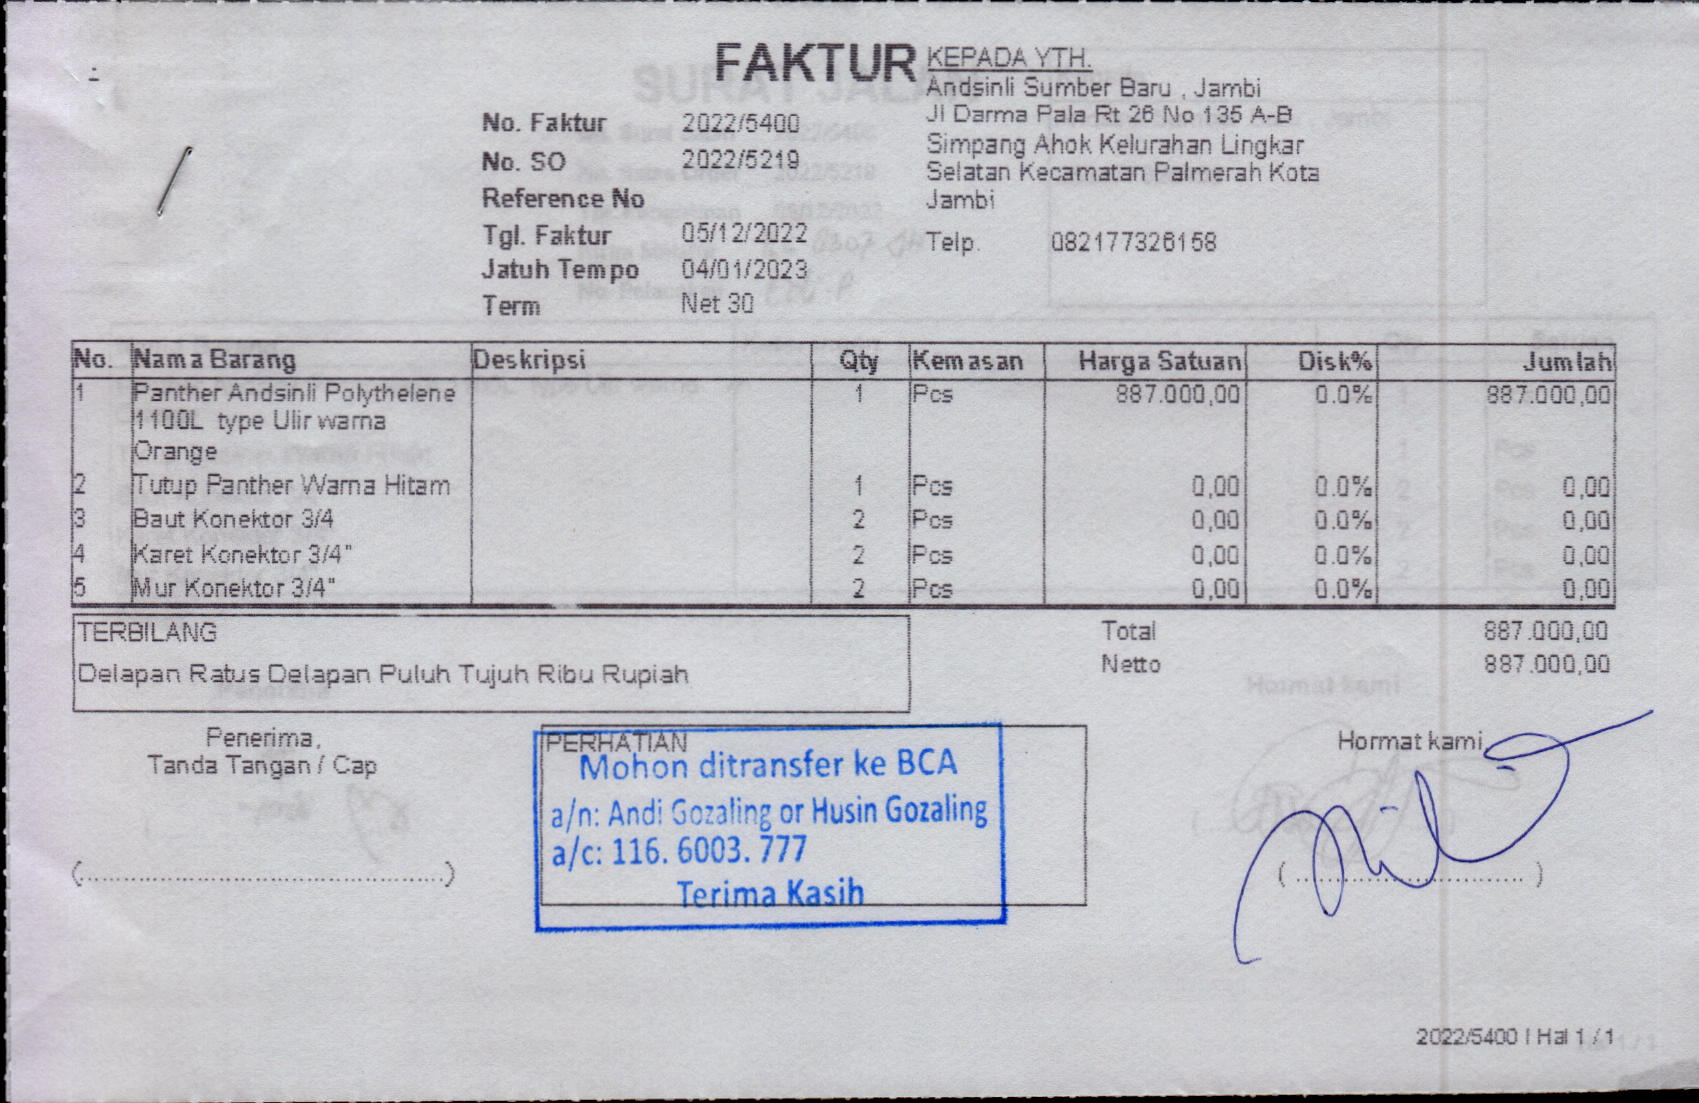 FAKTUR
KEPADA YTH.
Andsinli Sumber Baru , Jambi
Jl Darma Pala Rt 26 No 135 A-B
Simpang Ahok Kelurahan Lingkar
Selatan Kecamatan Palmerah Kota
Jambi
Telp. 082177326158
No. Faktur 2022/5400
No. SO 2022/5219
Reference No
Tgl. Faktur 05/12/2022
Jatuh Tempo 04/01/2023
Term Net 30
No. Nama Barang Deskripsi Qty Kemasan Harga Satuan Disk% Jumlah
1 Panther Andsinli Polythelene 1 Pcs 887.000,00 0.0% 887.000,00
1100L type Ulir warna
Orange
2 Tutup Panther Warna Hitam 1 Pcs 0,00 0.0% 0,00
3 Baut Konektor 3/4 2 Pcs 0,00 0.0% 0,00
4 Karet Konektor 3/4" 2 Pcs 0,00 0.0% 0,00
5 Mur Konektor 3/4" 2 Pcs 0,00 0.0% 0,00
TERBILANG
Delapan Ratus Delapan Puluh Tujuh Ribu Rupiah
Total 887.000,00
Netto 887.000,00
Penerima,
Tanda Tangan / Cap
(..........................................)
PERHATIAN
Mohon ditransfer ke BCA
a/n: Andi Gozaling or Husin Gozaling
a/c: 116. 6003. 777
Terima Kasih
Hormat kami
( .......................... )
2022/5400 | Hal 1 / 1